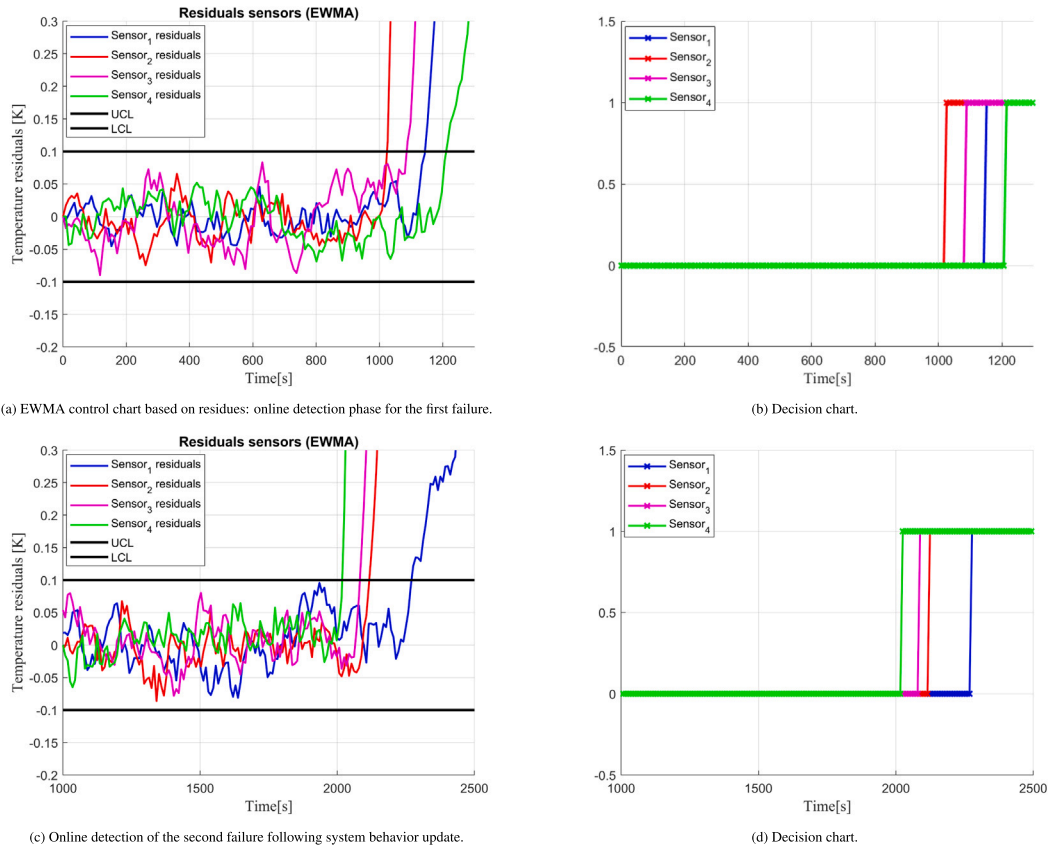 Residuals sensors (EWMA)
Temperature residuals [K]
0.3
0.25
0.2
0.15
0.1
0.05
0
-0.05
-0.1
-0.15
-0.2
Sensor1 residuals
Sensor2 residuals
Sensor3 residuals
Sensor4 residuals
UCL
LCL
0 200 400 600 800 1000 1200
Time[s]
(a) EWMA control chart based on residues: online detection phase for the first failure.
1.5
1
0.5
0
-0.5
Sensor1
Sensor2
Sensor3
Sensor4
0 200 400 600 800 1000 1200
Time[s]
(b) Decision chart.
Residuals sensors (EWMA)
Temperature residuals [K]
0.3
0.25
0.2
0.15
0.1
0.05
0
-0.05
-0.1
-0.15
-0.2
Sensor1 residuals
Sensor2 residuals
Sensor3 residuals
Sensor4 residuals
UCL
LCL
1000 1500 2000 2500
Time[s]
(c) Online detection of the second failure following system behavior update.
1.5
1
0.5
0
-0.5
Sensor1
Sensor2
Sensor3
Sensor4
1000 1500 2000 2500
Time[s]
(d) Decision chart.